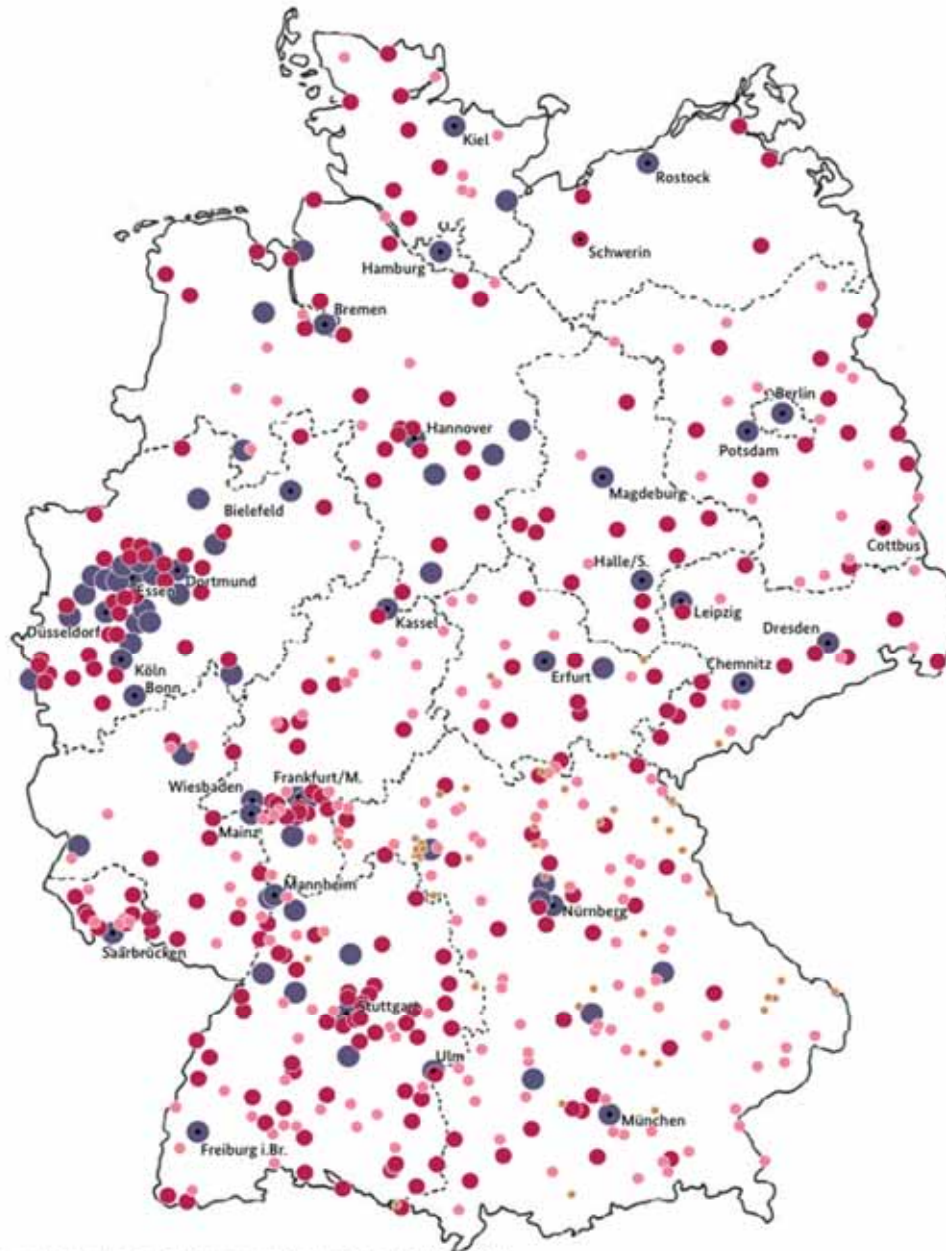 Kiel
Rostock
Schwerin
Hamburg
Bremen
Berlin
Hannover
Potsdam
Magdeburg
Bielefeld
Cottbus
Halle/S.
Dortmund
Essen
Leipzig
Kassel
Düsseldorf
Dresden
Köln
Erfurt
Chemnitz
Bonn
Frankfurt/M.
Wiesbaden
Mainz
Mannheim
Nürnberg
Saarbrücken
Stuttgart
Ulm
München
Freiburg i.Br.